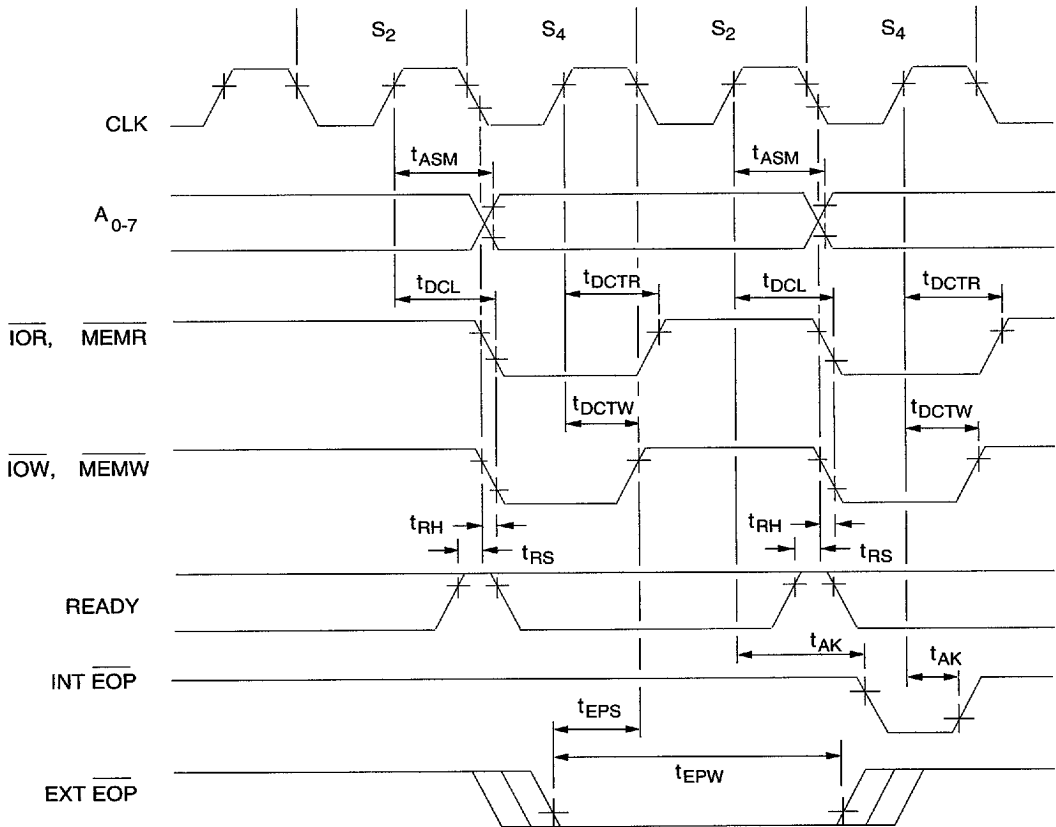 S2 S4 S2 S4
CLK
tASM tASM
A0-7
tDCL tDCTR tDCL tDCTR
IOR, MEMR
tDCTW tDCTW
IOW, MEMW
tRH tRS tRH tRS
READY
tAK tAK
INT EOP
tEPS
tEPW
EXT EOP